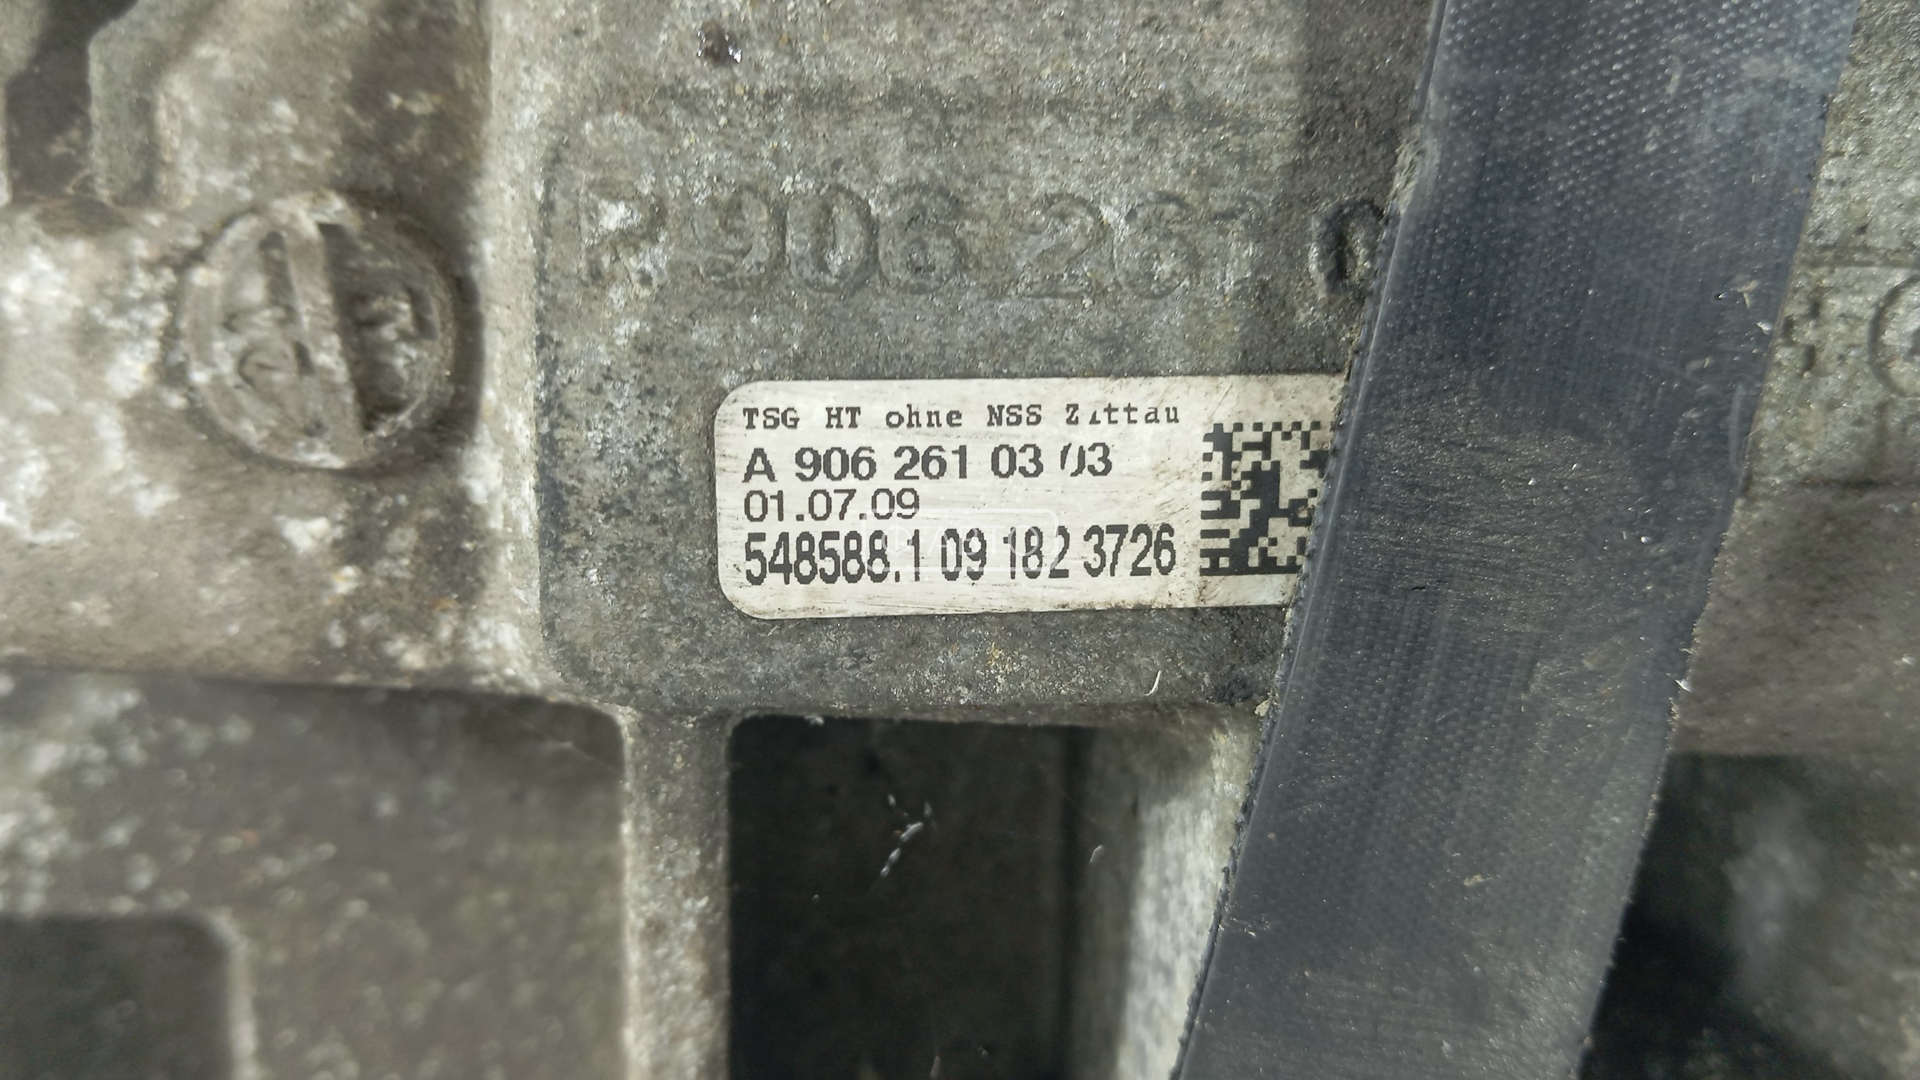 R 906 261 0
TSG HT ohne NSS Zittau
A 906 261 03 03
01.07.09
548588.1 09 182 3726